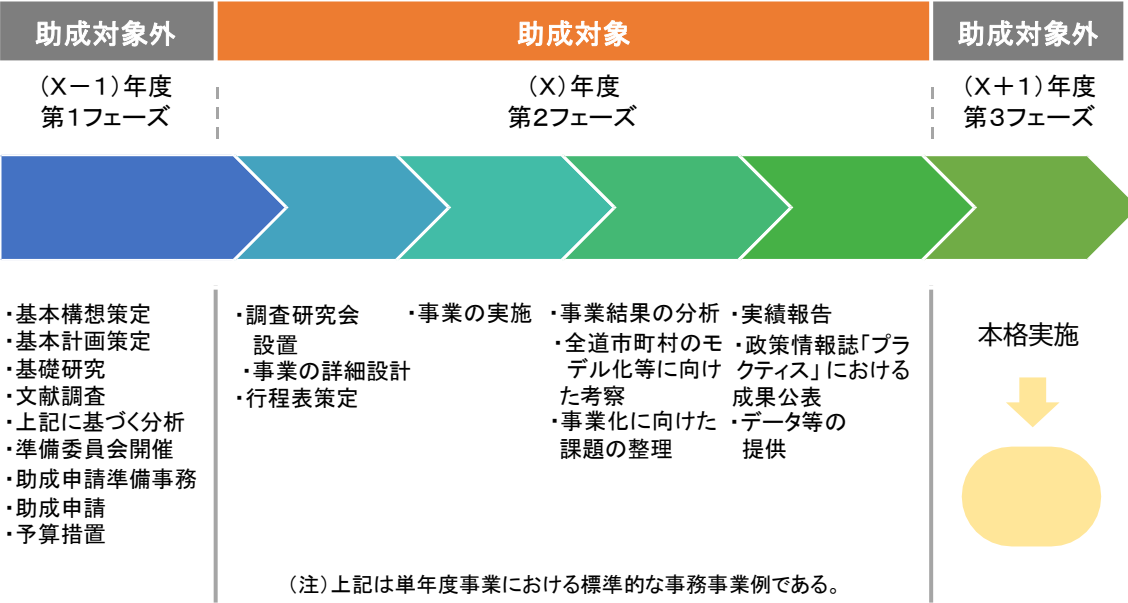 助成対象外
助成対象
助成対象外
（X－1）年度
第1フェーズ
（X）年度
第2フェーズ
（X＋1）年度
第3フェーズ
・基本構想策定
・基本計画策定
・基礎研究
・文献調査
・上記に基づく分析
・準備委員会開催
・助成申請準備事務
・助成申請
・予算措置
・調査研究会
設置
・事業の詳細設計
・行程表策定
・事業の実施
・事業結果の分析
・全道市町村のモ
デル化等に向け
た考察
・事業化に向けた
課題の整理
・実績報告
・政策情報誌「プラ
クティス」における
成果公表
・データ等の
提供
本格実施
（注）上記は単年度事業における標準的な事務事業例である。